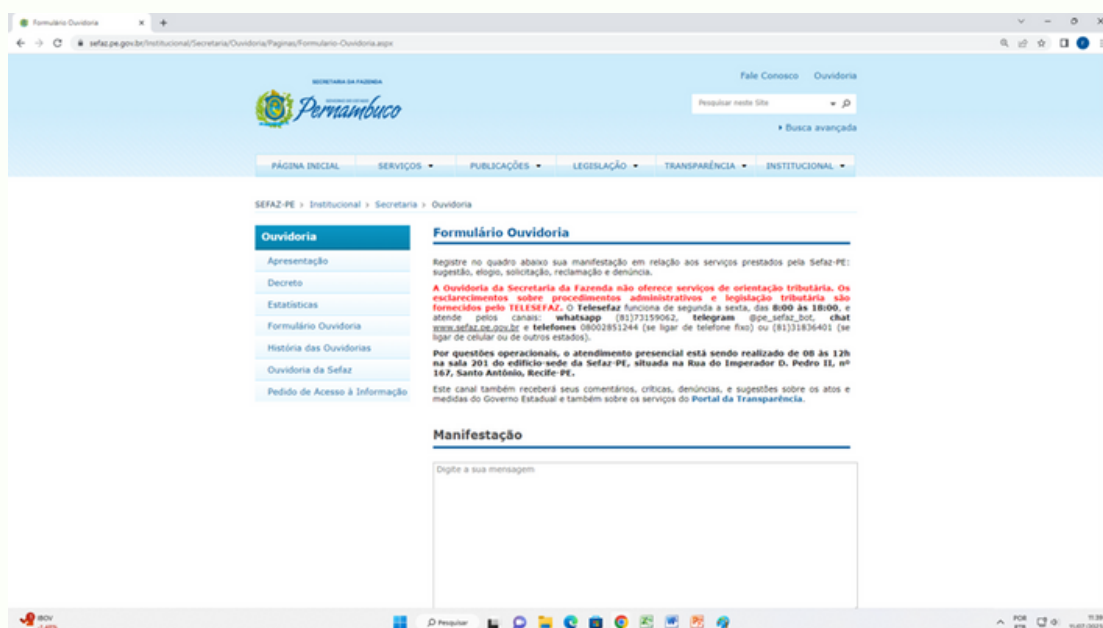 Formulário Ouvidoria
sefaz.pe.gov.br/Institucional/Secretaria/Ouvidoria/Paginas/Formulario-Ouvidoria.aspx
SECRETARIA DA FAZENDA
Pernambuco
Fale Conosco Ouvidoria
Pesquisar neste Site
Busca avançada
PÁGINA INICIAL SERVIÇOS PUBLICAÇÕES LEGISLAÇÃO TRANSPARÊNCIA INSTITUCIONAL
SEFAZ-PE > Institucional > Secretaria > Ouvidoria
Ouvidoria
Apresentação
Decreto
Estatísticas
Formulário Ouvidoria
História das Ouvidorias
Ouvidoria da Sefaz
Pedido de Acesso à Informação
Formulário Ouvidoria
Registre no quadro abaixo sua manifestação em relação aos serviços prestados pela Sefaz-PE:
sugestão, elogio, solicitação, reclamação e denúncia.
A Ouvidoria da Secretaria da Fazenda não oferece serviços de orientação tributária. Os
esclarecimentos sobre procedimentos administrativos e legislação tributária são
fornecidos pelo TELESEFAZ. O Telesefaz funciona de segunda a sexta, das 8:00 às 18:00, e
atende pelos canais: whatsapp (81)73159062, telegram @pe_sefaz_bot, chat
www.sefaz.pe.gov.br e telefones 08002851244 (se ligar de telefone fixo) ou (81)31836401 (se
ligar de celular ou de outros estados).
Por questões operacionais, o atendimento presencial está sendo realizado de 08 às 12h
na sala 201 do edifício-sede da Sefaz-PE, situada na Rua do Imperador D. Pedro II, nº
167, Santo Antônio, Recife-PE.
Este canal também receberá seus comentários, críticas, denúncias, e sugestões sobre os atos e
medidas do Governo Estadual e também sobre os serviços do Portal da Transparência.
Manifestação
Digite a sua mensagem
IBOV
Pesquisar
POR
11:39